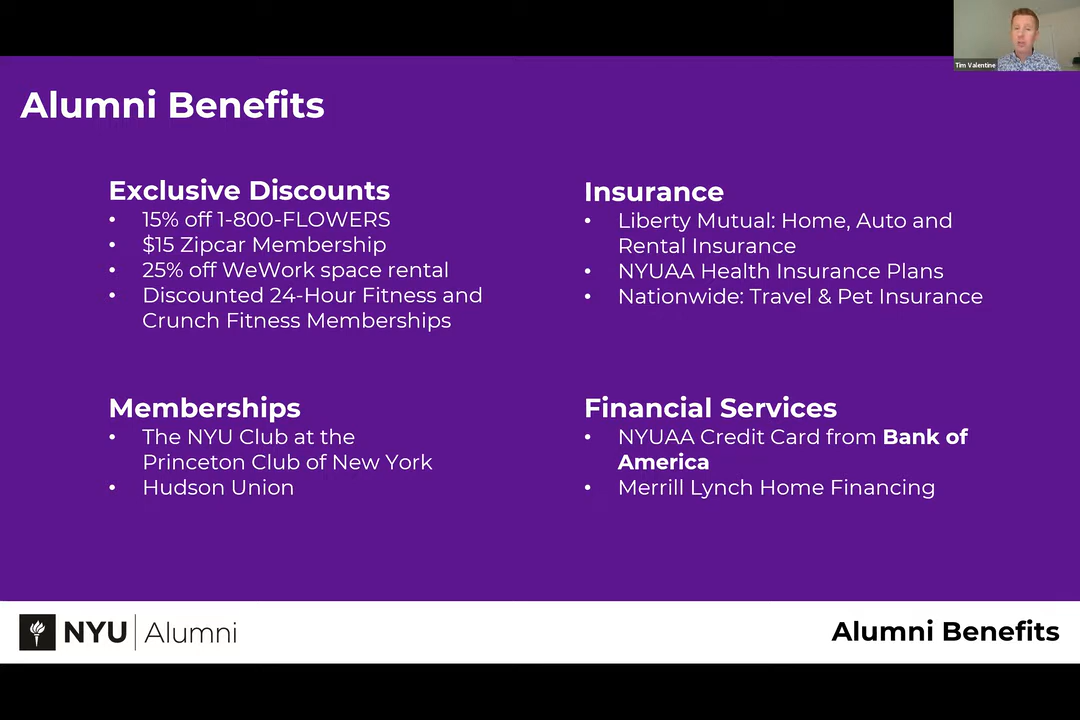 Tim Valentine
Alumni Benefits
Exclusive Discounts
• 15% off 1-800-FLOWERS
• $15 Zipcar Membership
• 25% off WeWork space rental
• Discounted 24-Hour Fitness and
Crunch Fitness Memberships
Insurance
• Liberty Mutual: Home, Auto and
Rental Insurance
• NYUAA Health Insurance Plans
• Nationwide: Travel & Pet Insurance
Memberships
• The NYU Club at the
Princeton Club of New York
• Hudson Union
Financial Services
• NYUAA Credit Card from Bank of
America
• Merrill Lynch Home Financing
NYU Alumni
Alumni Benefits